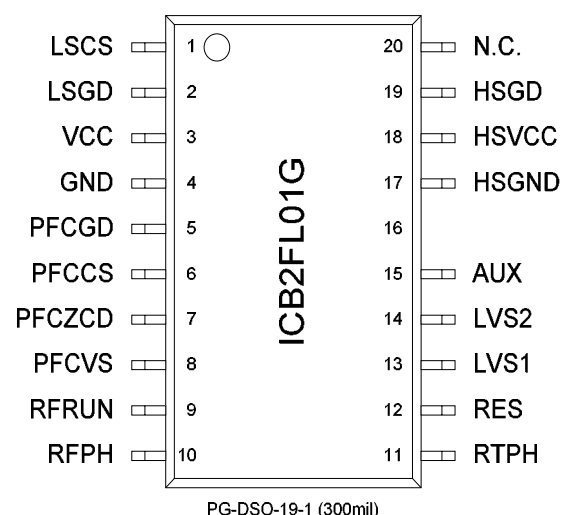 LSCS 1 20 N.C.
LSGD 2 19 HSGD
VCC 3 18 HSVCC
GND 4 17 HSGND
PFCGD 5 16
PFCCS 6 15 AUX
PFCZCD 7 14 LVS2
PFCVS 8 13 LVS1
RFRUN 9 12 RES
RFPH 10 11 RTPH
ICB2FL01G
PG-DSO-19-1 (300mil)